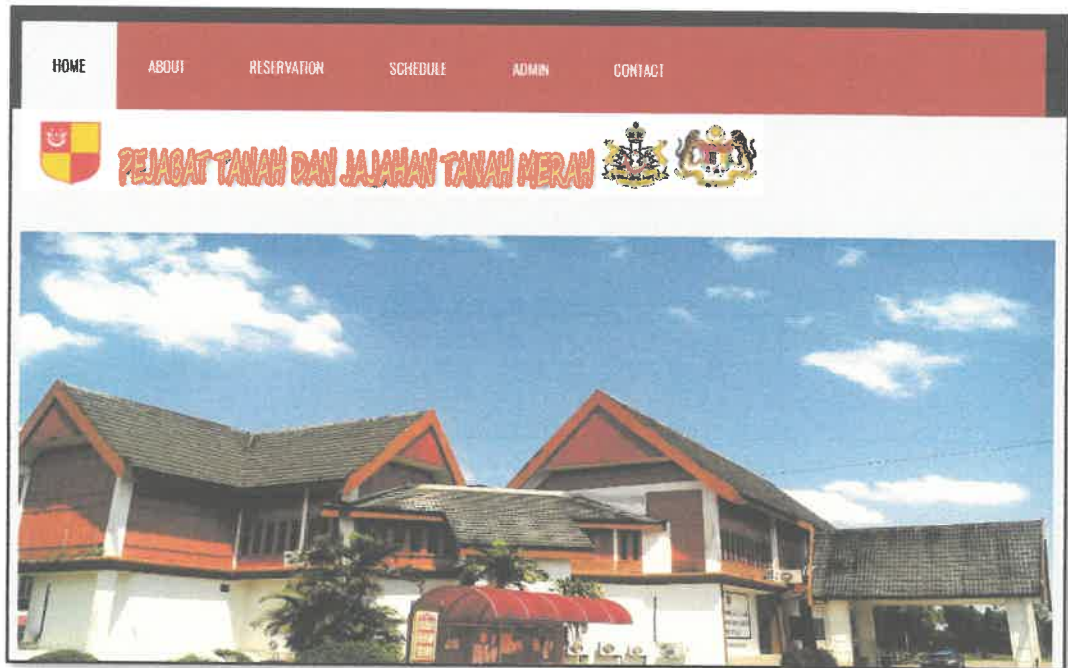 HOME ABOUT RESERVATION SCHEDULE ADMIN CONTACT
PEJABAT TANAH DAN JAJAHAN TANAH MERAH